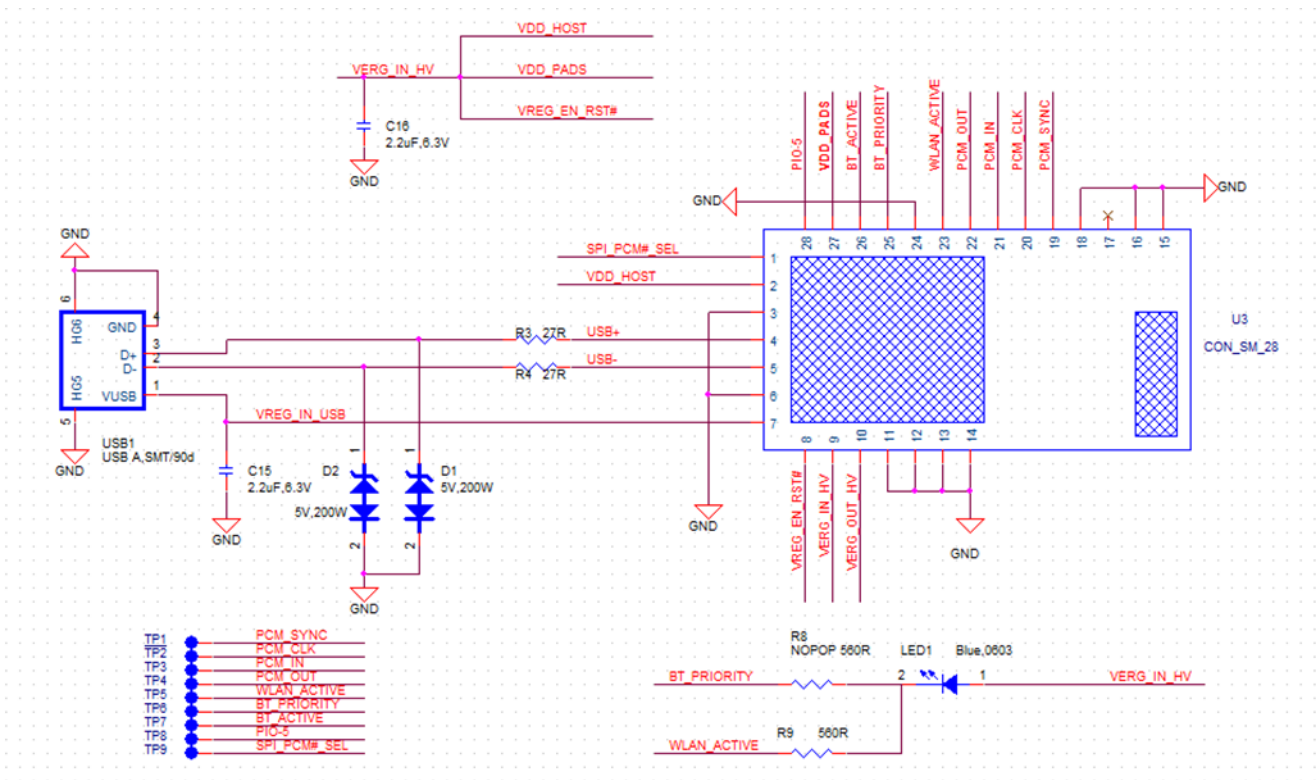 VDD_HOST
VERG_IN_HV
VDD_PADS
VREG_EN_RST#
C16
2.2uF,6.3V
GND
PIO-5
VDD_PADS
BT_ACTIVE
BT_PRIORITY
WLAN_ACTIVE
PCM_OUT
PCM_IN
PCM_CLK
PCM_SYNC
GND
GND
28
27
26
25
24
23
22
21
20
19
18
17
16
15
SPI_PCM#_SEL
1
VDD_HOST
2
3
USB+
4
USB-
5
6
7
U3
CON_SM_28
8
9
10
11
12
13
14
VREG_EN_RST#
VERG_IN_HV
VERG_OUT_HV
GND
GND
GND
6
HG6
GND
4
D+
3
D-
2
HG5
VUSB
1
5
GND
USB1
USB A,SMT/90d
R3 27R
R4 27R
VREG_IN_USB
C15
2.2uF,6.3V
GND
D2
1
5V,200W
2
D1
1
5V,200W
2
GND
TP1
PCM_SYNC
TP2
PCM_CLK
TP3
PCM_IN
TP4
PCM_OUT
TP5
WLAN_ACTIVE
TP6
BT_PRIORITY
TP7
BT_ACTIVE
TP8
PIO-5
TP9
SPI_PCM#_SEL
R8
NOPOP 560R
LED1
Blue,0603
BT_PRIORITY
2
1
VERG_IN_HV
R9 560R
WLAN_ACTIVE